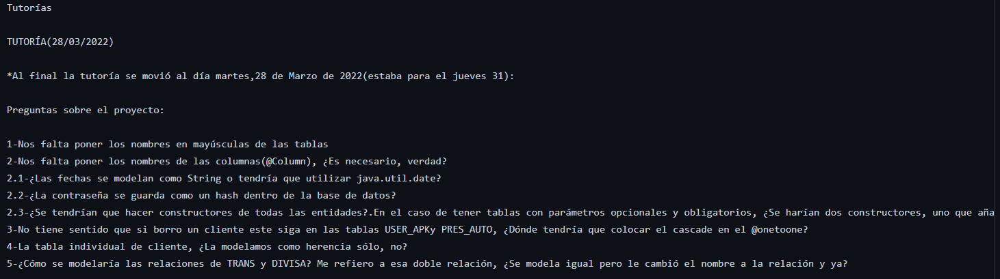 Tutorías
TUTORÍA(28/03/2022)
*Al final la tutoría se movió al día martes,28 de Marzo de 2022(estaba para el jueves 31):
Preguntas sobre el proyecto:
1-Nos falta poner los nombres en mayúsculas de las tablas
2-Nos falta poner los nombres de las columnas(@Column), ¿Es necesario, verdad?
2.1-¿Las fechas se modelan como String o tendría que utilizar java.util.date?
2.2-¿La contraseña se guarda como un hash dentro de la base de datos?
2.3-¿Se tendrían que hacer constructores de todas las entidades?.En el caso de tener tablas con parámetros opcionales y obligatorios, ¿Se harían dos constructores, uno que aña
3-No tiene sentido que si borro un cliente este siga en las tablas USER_APKy PRES_AUTO, ¿Dónde tendría que colocar el cascade en el @onetoone?
4-La tabla individual de cliente, ¿La modelamos como herencia sólo, no?
5-¿Cómo se modelaría las relaciones de TRANS y DIVISA? Me refiero a esa doble relación, ¿Se modela igual pero le cambió el nombre a la relación y ya?